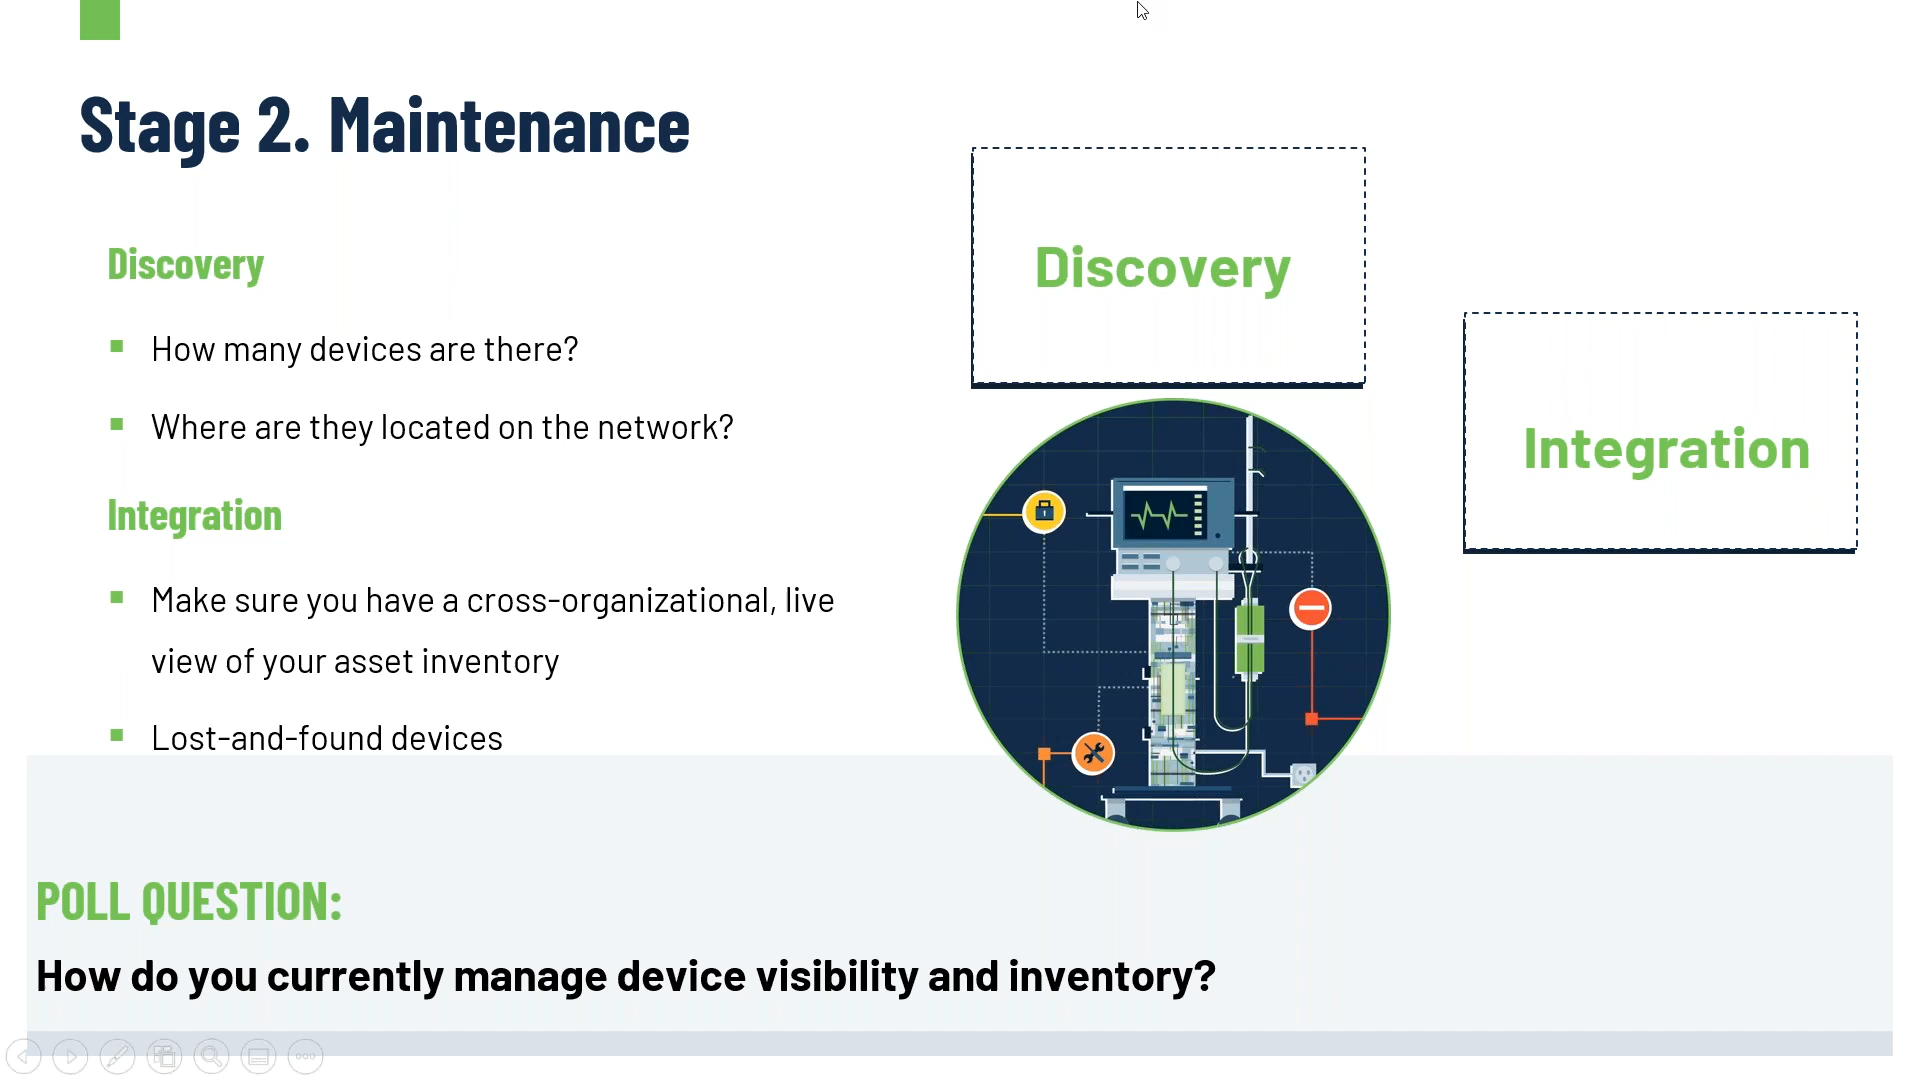 Stage 2. Maintenance
Discovery
How many devices are there?
Where are they located on the network?
Integration
Make sure you have a cross-organizational, live
view of your asset inventory
Lost-and-found devices
Discovery
Integration
POLL QUESTION:
How do you currently manage device visibility and inventory?